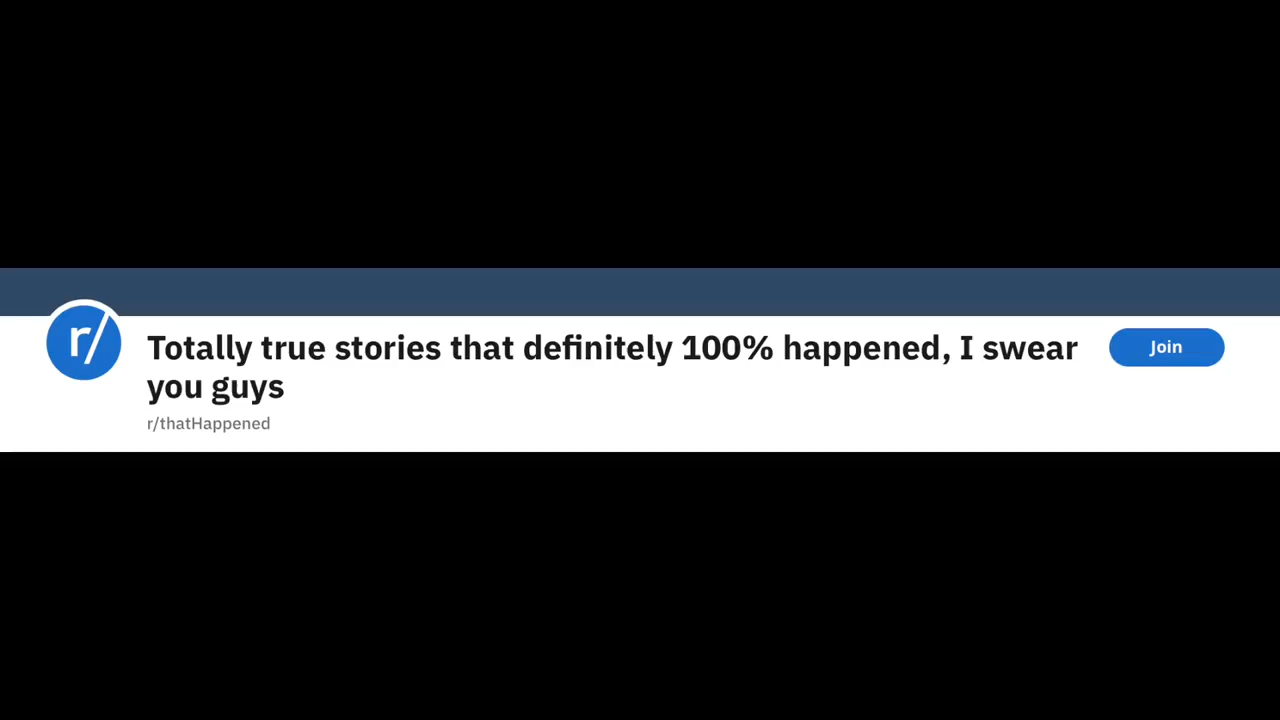 r/
Totally true stories that definitely 100% happened, I swear
you guys
Join
r/thatHappened